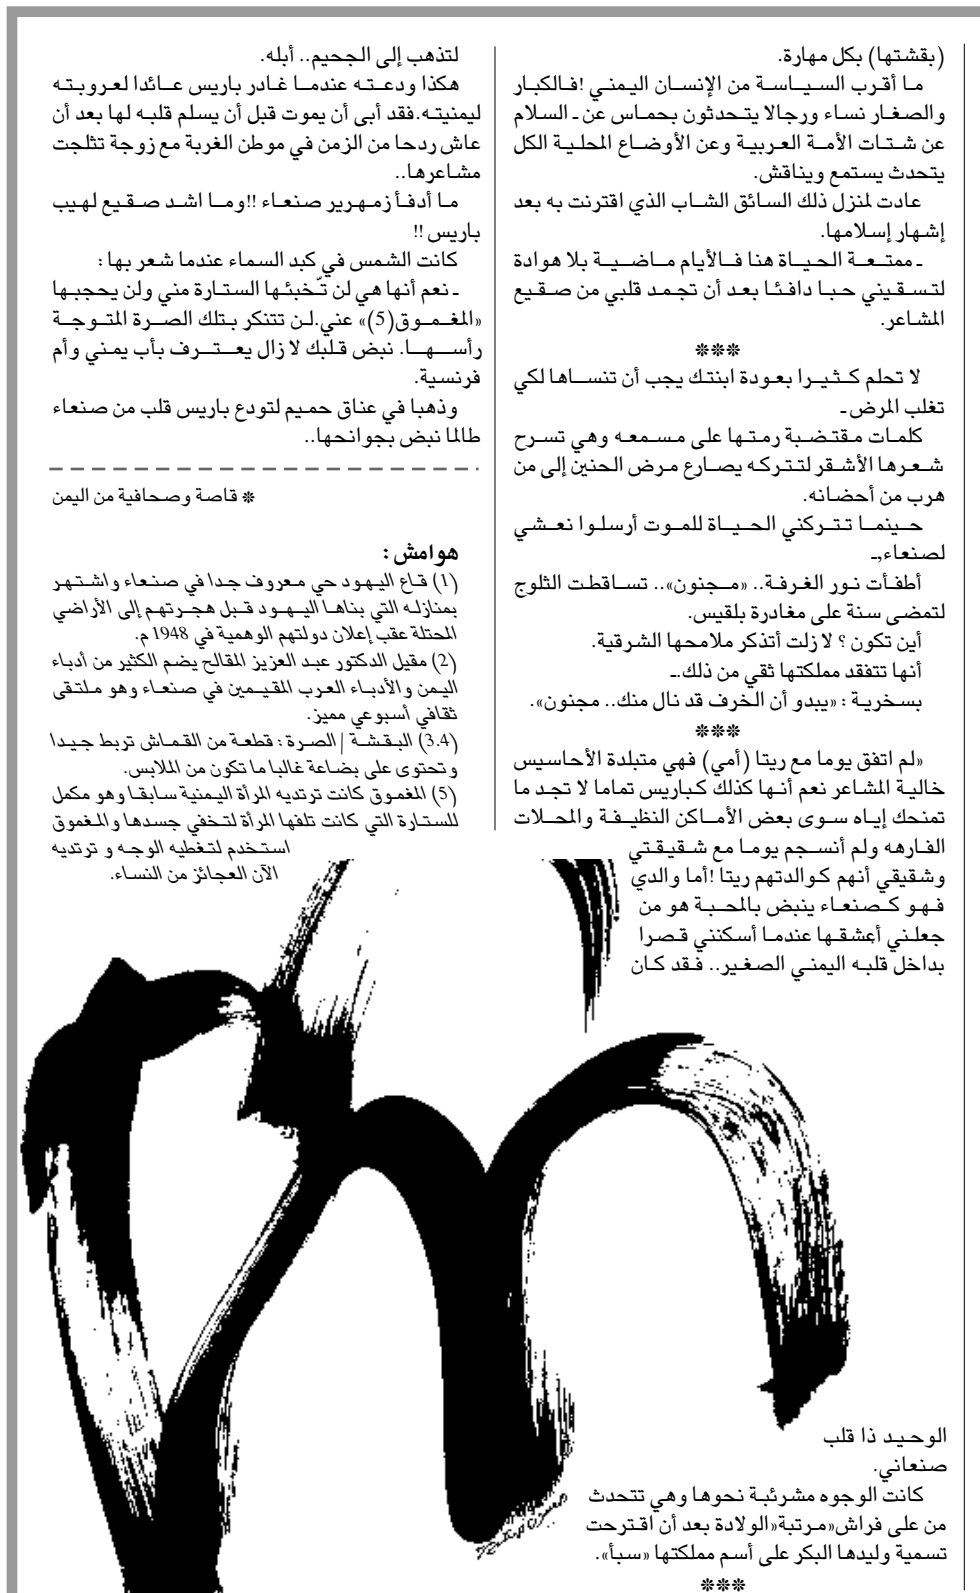 (بقشتها) بكل مهارة.
ما أقرب السياسة من الإنسان اليمني !فالكبار
والصغار نساء ورجالا يتحدثون بحماس عن ـ السلام
عن شتات الأمة العربية وعن الأوضاع المحلية الكل
يتحدث يستمع ويناقش.
عادت لمنزل ذلك السائق الشاب الذي اقترنت به بعد
إشهار إسلامها.
ـ ممتعة الحياة هنا فالأيام ماضية بلا هوادة
لتسقيني حبا دافئا بعد أن تجمد قلبي من صقيع
المشاعر.
***
لا تحلم كثيرا بعودة ابنتك يجب أن تنساها لكي
تغلب المرض ـ
كلمات مقتضبة رمتها على مسمعه وهي تسرح
شعرها الأشقر لتتركه يصارع مرض الحنين إلى من
هرب من أحضانه.
حينما تتركني الحياة للموت أرسلوا نعشي
لصنعاء،ـ
أطفأت نور الغرفة.. «مجنون».. تساقطت الثلوج
لتمضى سنة على مغادرة بلقيس.
أين تكون ؟ لا زلت أتذكر ملامحها الشرقية.
أنها تتفقد مملكتها ثقي من ذلك.ـ
بسخرية : «يبدو أن الخرف قد نال منك.. مجنون».
***
«لم اتفق يوما مع ريتا (أمي) فهي متبلدة الأحاسيس
خالية المشاعر نعم أنها كذلك كباريس تماما لا تجد ما
تمنحك إياه سوى بعض الأماكن النظيفة والمحلات
الفارهه ولم أنسجم يوما مع شقيقتي
وشقيقي أنهم كوالدتهم ريتا !أما والدي
فهو كصنعاء ينبض بالمحبة هو من
جعلني أعشقها عندما أسكنني قصرا
بداخل قلبه اليمني الصغير.. فقد كان
الوحيد ذا قلب
صنعاني.
كانت الوجوه مشرئبة نحوها وهي تتحدث
من على فراش«مرتبة«الولادة بعد أن اقترحت
تسمية وليدها البكر على أسم مملكتها «سبأ».
***
لتذهب إلى الجحيم.. أبله.
هكذا ودعته عندما غادر باريس عائدا لعروبته
ليمنيته.فقد أبى أن يموت قبل أن يسلم قلبه لها بعد أن
عاش ردحا من الزمن في موطن الغربة مع زوجة تثلجت
مشاعرها..
ما أدفأ زمهرير صنعاء !!وما اشد صقيع لهيب
باريس !!
كانت الشمس في كبد السماء عندما شعر بها :
ـ نعم أنها هي لن تّخبئها الستارة مني ولن يحجبها
«المغموق(5)» عني.لن تتنكر بتلك الصرة المتوجة
رأسها. نبض قلبك لا زال يعترف بأب يمني وأم
فرنسية.
وذهبا في عناق حميم لتودع باريس قلب من صنعاء
طالما نبض بجوانحها..
* قاصة وصحافية من اليمن
هوامش :
(1) قاع اليهود حي معروف جدا في صنعاء واشتهر
بمنازله التي بناها اليهود قبل هجرتهم إلى الأراضي
المحتلة عقب إعلان دولتهم الوهمية في 1948م.
(2) مقيل الدكتور عبد العزيز المقالح يضم الكثير من أدباء
اليمن والأدباء العرب المقيمين في صنعاء وهو ملتقى
ثقافي أسبوعي مميز.
(3.4) البقشة | الصرة : قطعة من القماش تربط جيدا
وتحتوى على بضاعة غالبا ما تكون من الملابس.
(5) المغموق كانت ترتديه المرأة اليمنية سابقا وهو مكمل
للستارة التي كانت تلفها المرأة لتخفي جسدها والمغموق
استخدم لتغطيه الوجه و ترتديه
الآن العجائز من النساء.